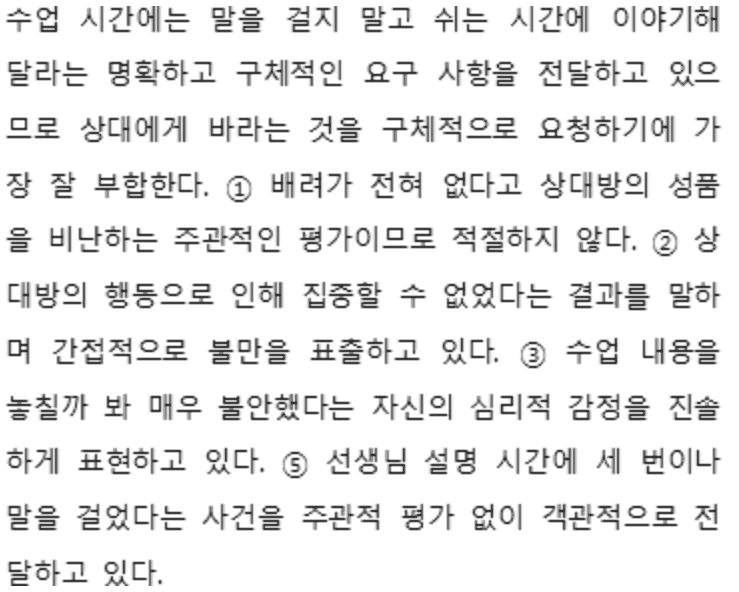 수업 시간에는 말을 걸지 말고 쉬는 시간에 이야기해
달라는 명확하고 구체적인 요구 사항을 전달하고 있으
므로 상대에게 바라는 것을 구체적으로 요청하기에 가
장 잘 부합한다. ① 배려가 전혀 없다고 상대방의 성품
을 비난하는 주관적인 평가이므로 적절하지 않다. ② 상
대방의 행동으로 인해 집중할 수 없었다는 결과를 말하
며 간접적으로 불만을 표출하고 있다. ③ 수업 내용을
놓칠까 봐 매우 불안했다는 자신의 심리적 감정을 진솔
하게 표현하고 있다. ⑤ 선생님 설명 시간에 세 번이나
말을 걸었다는 사건을 주관적 평가 없이 객관적으로 전
달하고 있다.